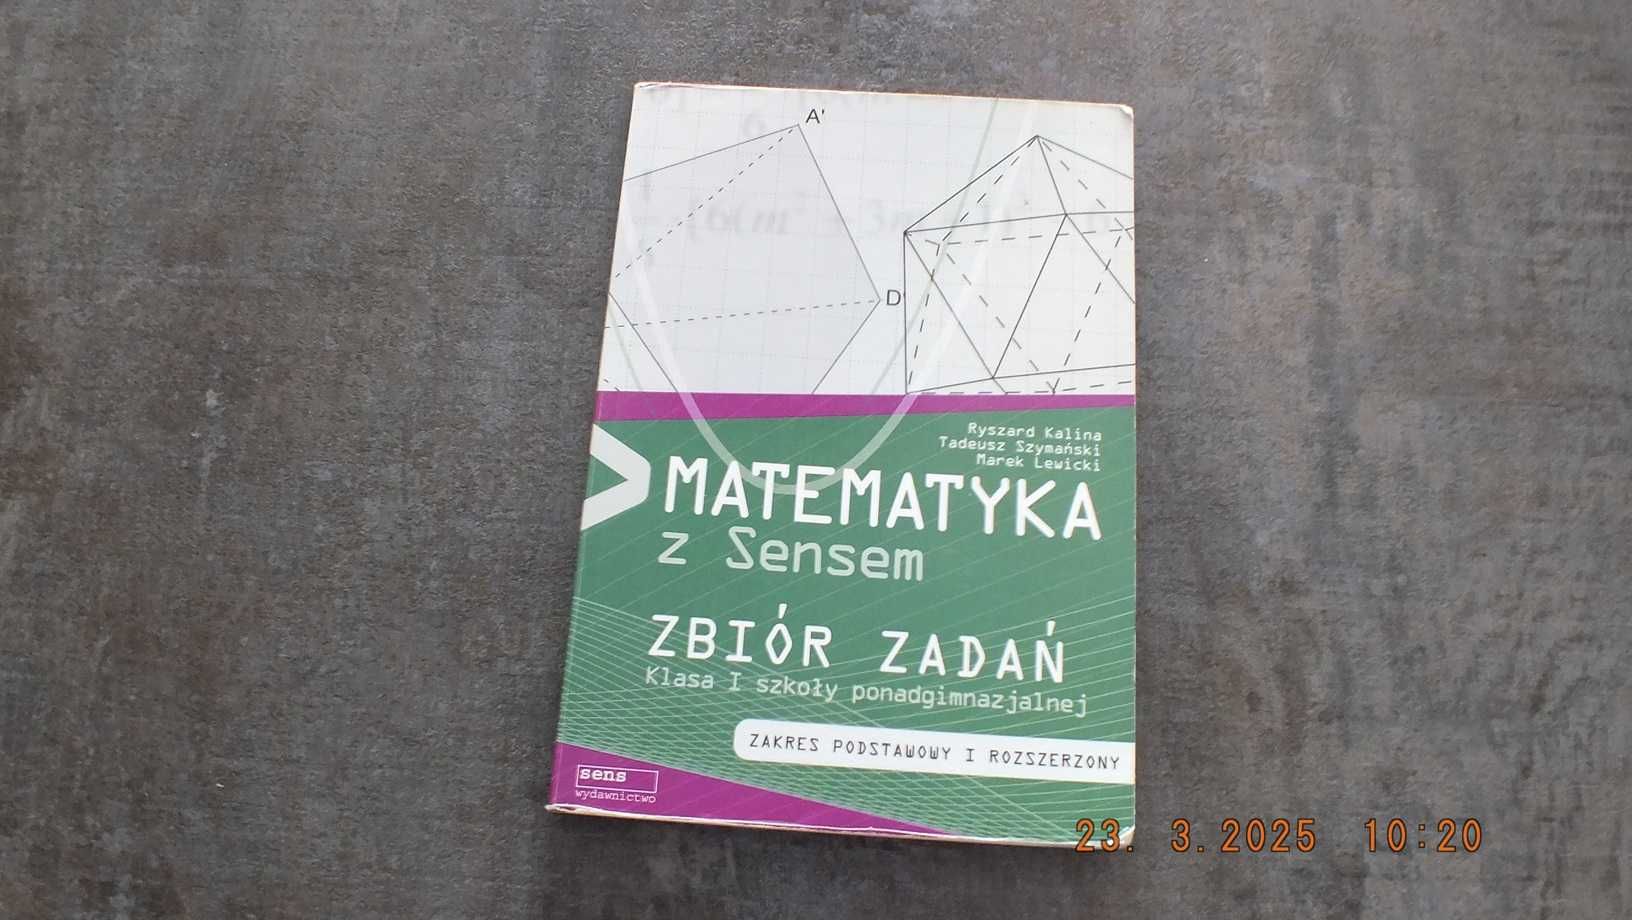 A'
D
Ryszard Kalina
Tadeusz Szymański
Marek Lewicki
MATEMATYKA
z Sensem
ZBIÓR ZADAŃ
Klasa I szkoły ponadgimnazjalnej
ZAKRES PODSTAWOWY I ROZSZERZONY
sens
wydawnictwo
23. 3.2025 10:20